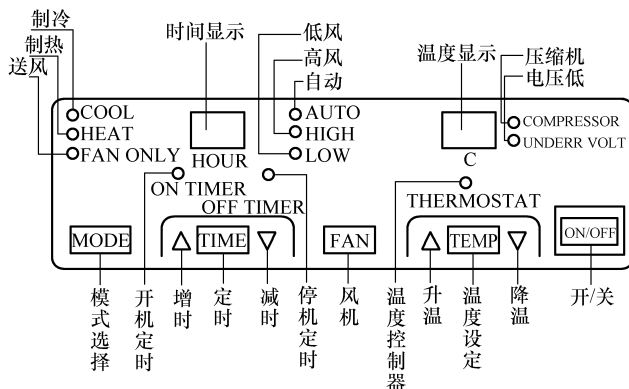 制冷
制热
送风
时间显示
低风
高风
自动
温度显示
压缩机
电压低
COOL
HEAT
FAN ONLY
HOUR
AUTO
HIGH
LOW
C
COMPRESSOR
UNDERR VOLT
ON TIMER
OFF TIMER
THERMOSTAT
MODE
TIME
FAN
TEMP
ON/OFF
模式选择
开机定时
增时
定时
减时
停机定时
风机
温度控制器
升温
温度设定
降温
开/关